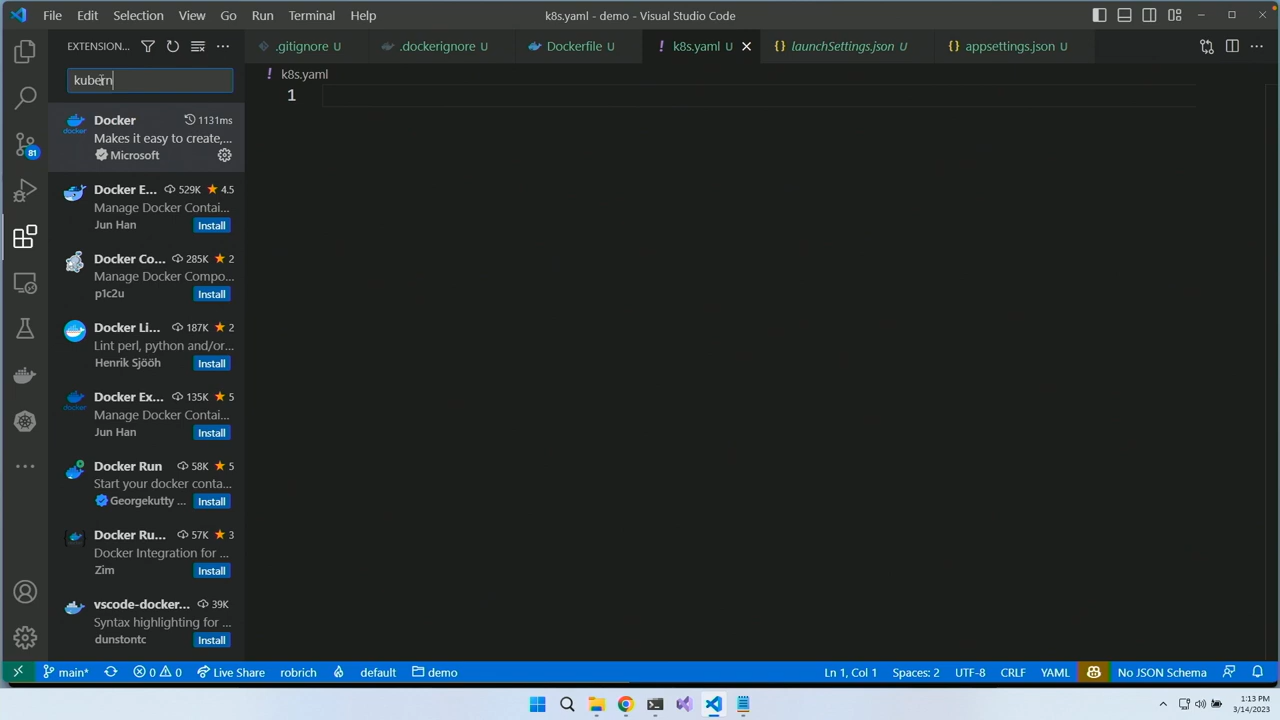 File Edit Selection View Go Run Terminal Help
k8s.yaml - demo - Visual Studio Code
EXTENSION...
.gitignore U
.dockerignore U
Dockerfile U
k8s.yaml U
launchSettings.json U
appsettings.json U
kubern
! k8s.yaml
1
Docker 1131ms
Makes it easy to create,...
Microsoft
Docker E... 529K 4.5
Manage Docker Contai...
Jun Han Install
Docker Co... 285K 2
Manage Docker Compo...
p1c2u Install
Docker Li... 187K 2
Lint perl, python and/or...
Henrik Sjööh Install
Docker Ex... 135K 5
Manage Docker Contai...
Jun Han Install
Docker Run 58K 5
Start your docker conta...
Georgekutty ... Install
Docker Ru... 57K 3
Docker Integration for ...
Zim Install
vscode-docker... 39K
Syntax highlighting for ...
dunstontc Install
81
main* 0 0 Live Share robrich default demo
Ln 1, Col 1 Spaces: 2 UTF-8 CRLF YAML No JSON Schema
1:13 PM
3/14/2023